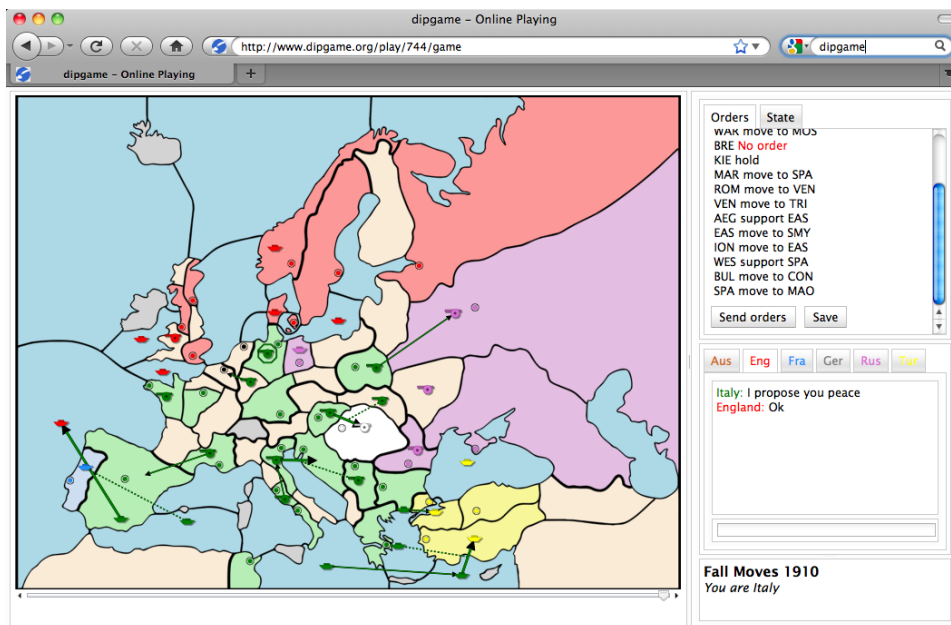 dipgame – Online Playing
http://www.dipgame.org/play/744/game
dipgame
dipgame – Online Playing
+
Orders State
WAR move to MOS
BRE No order
KIE hold
MAR move to SPA
ROM move to VEN
VEN move to TRI
AEG support EAS
EAS move to SMY
ION move to EAS
WES support SPA
BUL move to CON
SPA move to MAO
Send orders Save
Aus Eng Fra Ger Rus Tur
Italy: I propose you peace
England: Ok
Fall Moves 1910
You are Italy